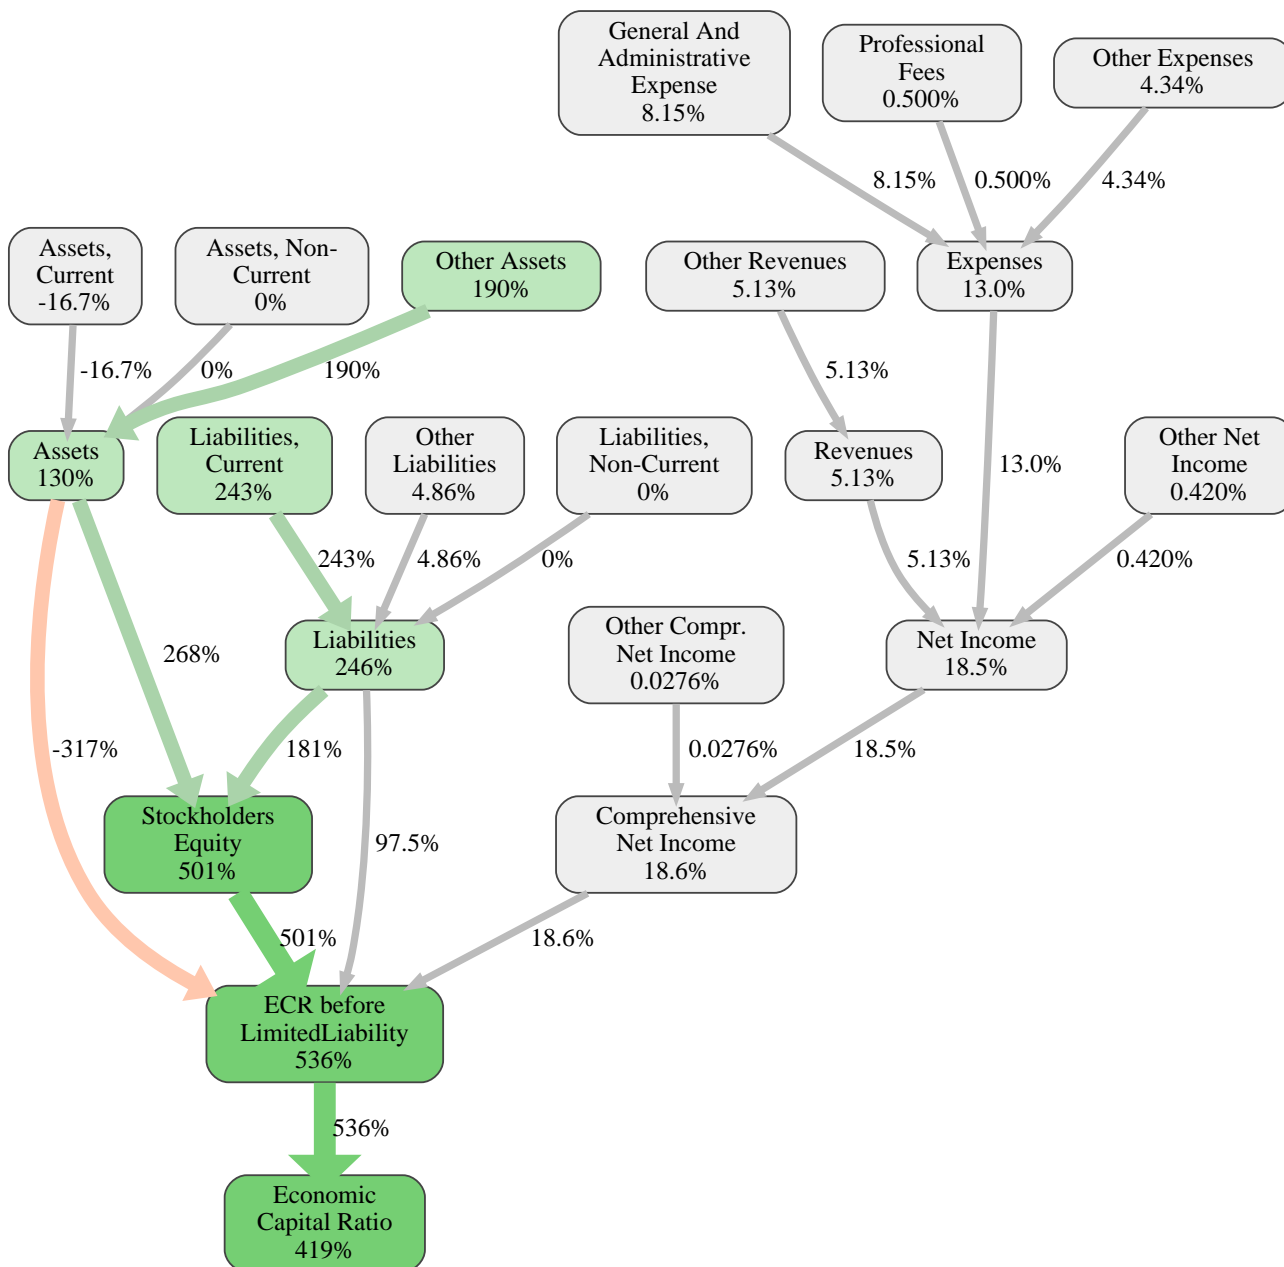 General And
Administrative
Expense
8.15%
Professional
Fees
0.500%
Other Expenses
4.34%
8.15%
0.500%
4.34%
Assets,
Current
-16.7%
Assets, Non-
Current
0%
Other Assets
190%
Other Revenues
5.13%
Expenses
13.0%
-16.7%
0%
190%
5.13%
Assets
130%
Liabilities,
Current
243%
Other
Liabilities
4.86%
Liabilities,
Non-Current
0%
Revenues
5.13%
13.0%
Other Net
Income
0.420%
243%
4.86%
0%
5.13%
0.420%
268%
Liabilities
246%
Other Compr.
Net Income
0.0276%
Net Income
18.5%
-317%
181%
0.0276%
18.5%
Stockholders
Equity
501%
97.5%
Comprehensive
Net Income
18.6%
501%
18.6%
ECR before
LimitedLiability
536%
536%
Economic
Capital Ratio
419%